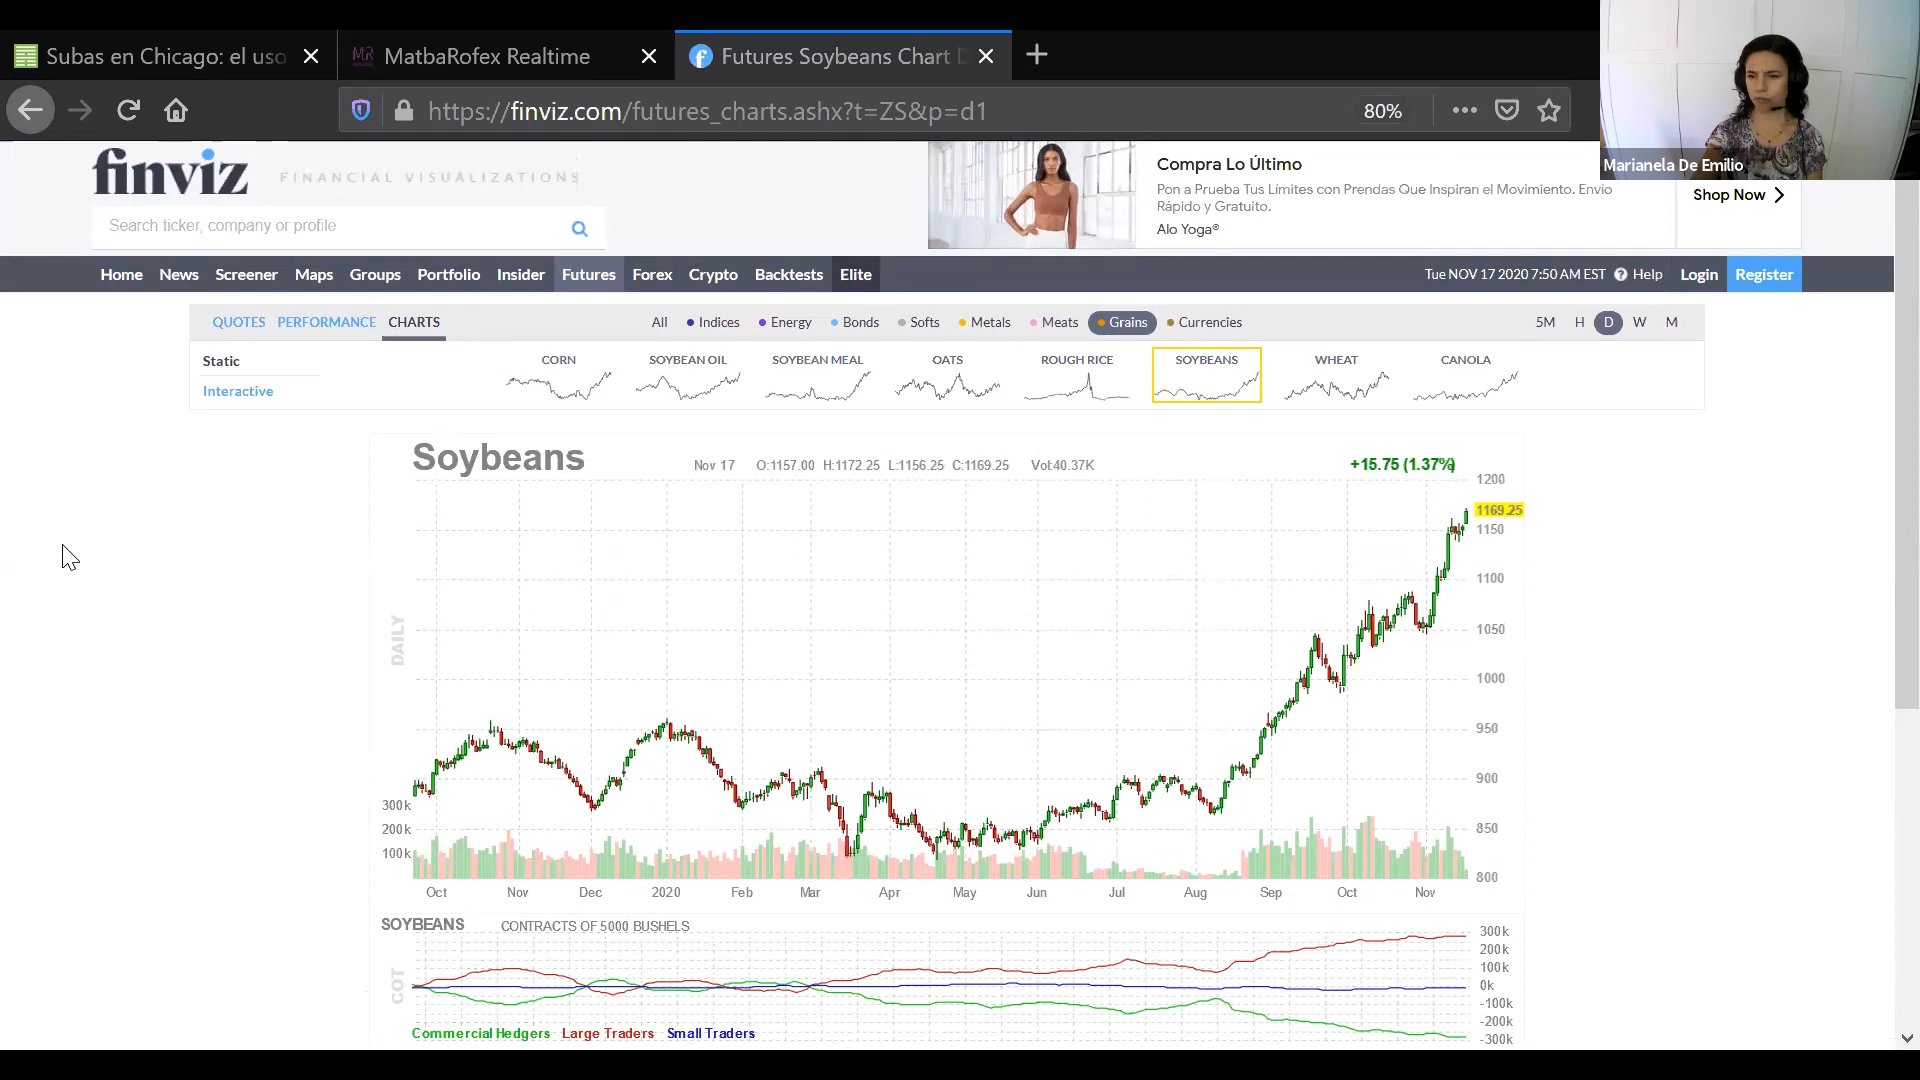 Subas en Chicago: el uso
MatbaRofex Realtime
Futures Soybeans Chart D
https://finviz.com/futures_charts.ashx?t=ZS&p=d1
80%
Marianela De Emilio
finviz
FINANCIAL VISUALIZATIONS
Search ticker, company or profile
Compra Lo Último
Pon a Prueba Tus Límites con Prendas Que Inspiran el Movimiento. Envío
Rápido y Gratuito.
Alo Yoga®
Shop Now
Home News Screener Maps Groups Portfolio Insider Futures Forex Crypto Backtests Elite
Tue NOV 17 2020 7:50 AM EST Help Login Register
QUOTES PERFORMANCE CHARTS
All Indices Energy Bonds Softs Metals Meats Grains Currencies
5M H D W M
Static
Interactive
CORN SOYBEAN OIL SOYBEAN MEAL OATS ROUGH RICE SOYBEANS WHEAT CANOLA
Soybeans
Nov 17 O:1157.00 H:1172.25 L:1156.25 C:1169.25 Vol:40.37K
+15.75 (1.37%)
1200
1169.25
1150
1100
1050
1000
950
900
850
800
DAILY
300k
200k
100k
Oct Nov Dec 2020 Feb Mar Apr May Jun Jul Aug Sep Oct Nov
SOYBEANS CONTRACTS OF 5000 BUSHELS
COT
300k
200k
100k
0k
-100k
-200k
-300k
Commercial Hedgers Large Traders Small Traders